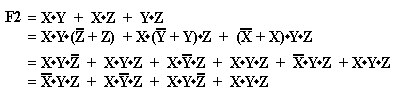 F2 = X•Y + X•Z + Y•Z
= X•Y•(Z̅ + Z) + X•(Y̅ + Y)•Z + (X̅ + X)•Y•Z
= X•Y•Z̅ + X•Y•Z + X•Y̅•Z + X•Y•Z + X̅•Y•Z + X•Y•Z
= X̅•Y•Z + X•Y̅•Z + X•Y•Z̅ + X•Y•Z